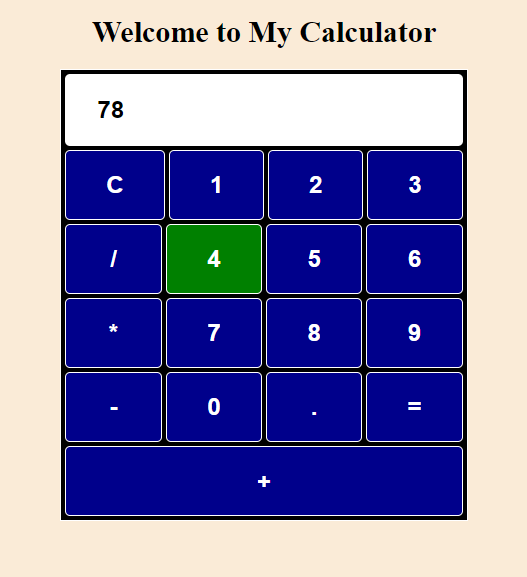 Welcome to My Calculator
78
C 1 2 3
/ 4 5 6
* 7 8 9
- 0 . =
+